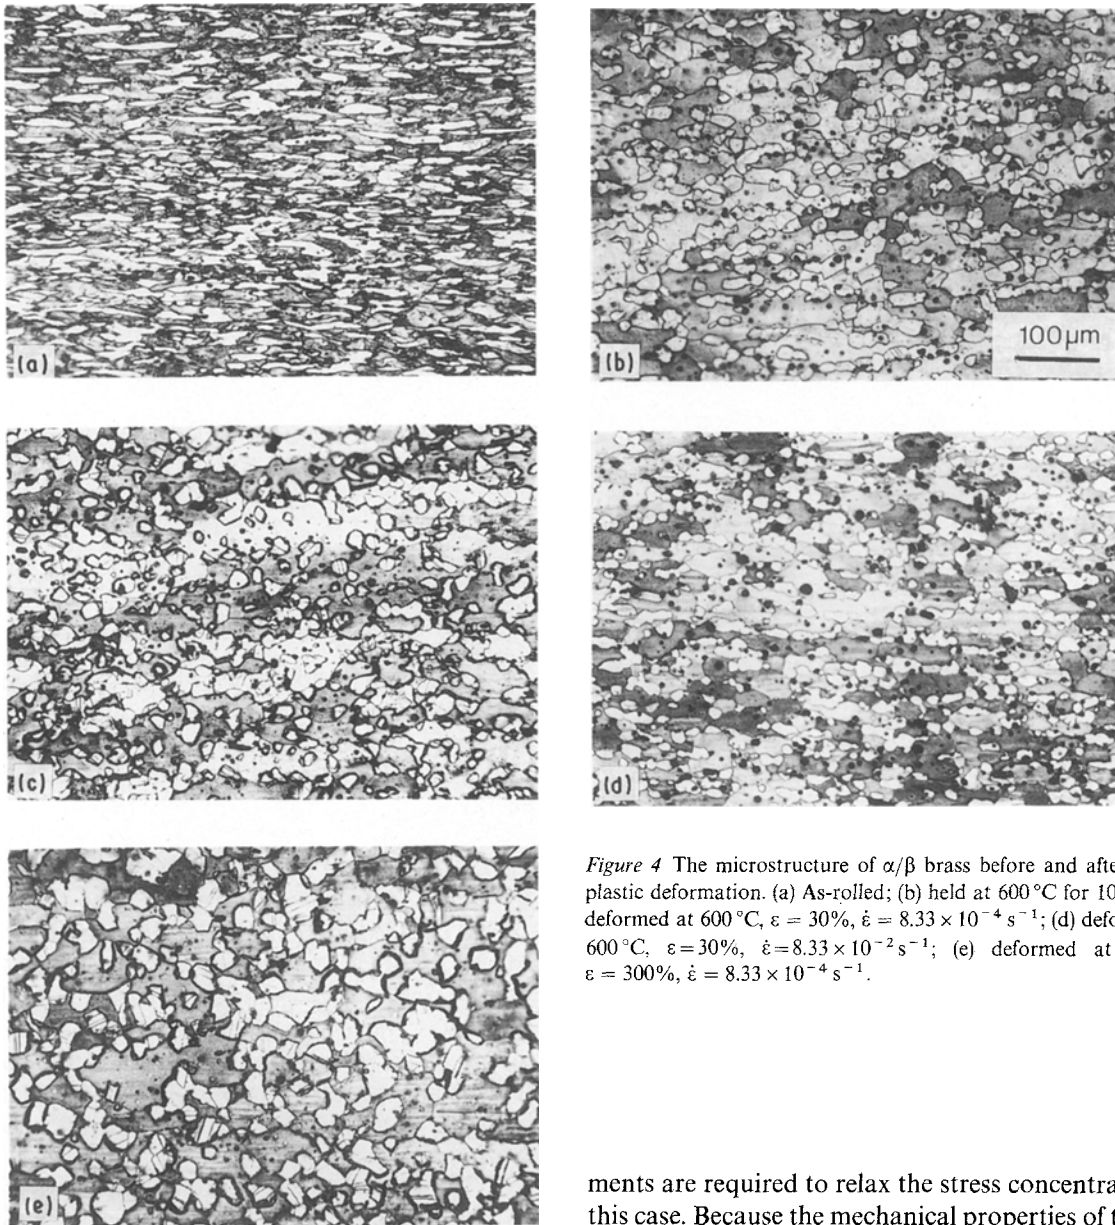 (a)
(b)
100µm
(c)
(d)
(e)
Figure 4 The microstructure of α/β brass before and afte
plastic deformation. (a) As-rolled; (b) held at 600 °C for 10
deformed at 600 °C, ε = 30%, ε̇ = 8.33 × 10⁻⁴ s⁻¹; (d) defo
600 °C, ε=30%, ε̇=8.33 × 10⁻² s⁻¹; (e) deformed at
ε = 300%, ε̇ = 8.33 × 10⁻⁴ s⁻¹.
ments are required to relax the stress concentra
this case. Because the mechanical properties of